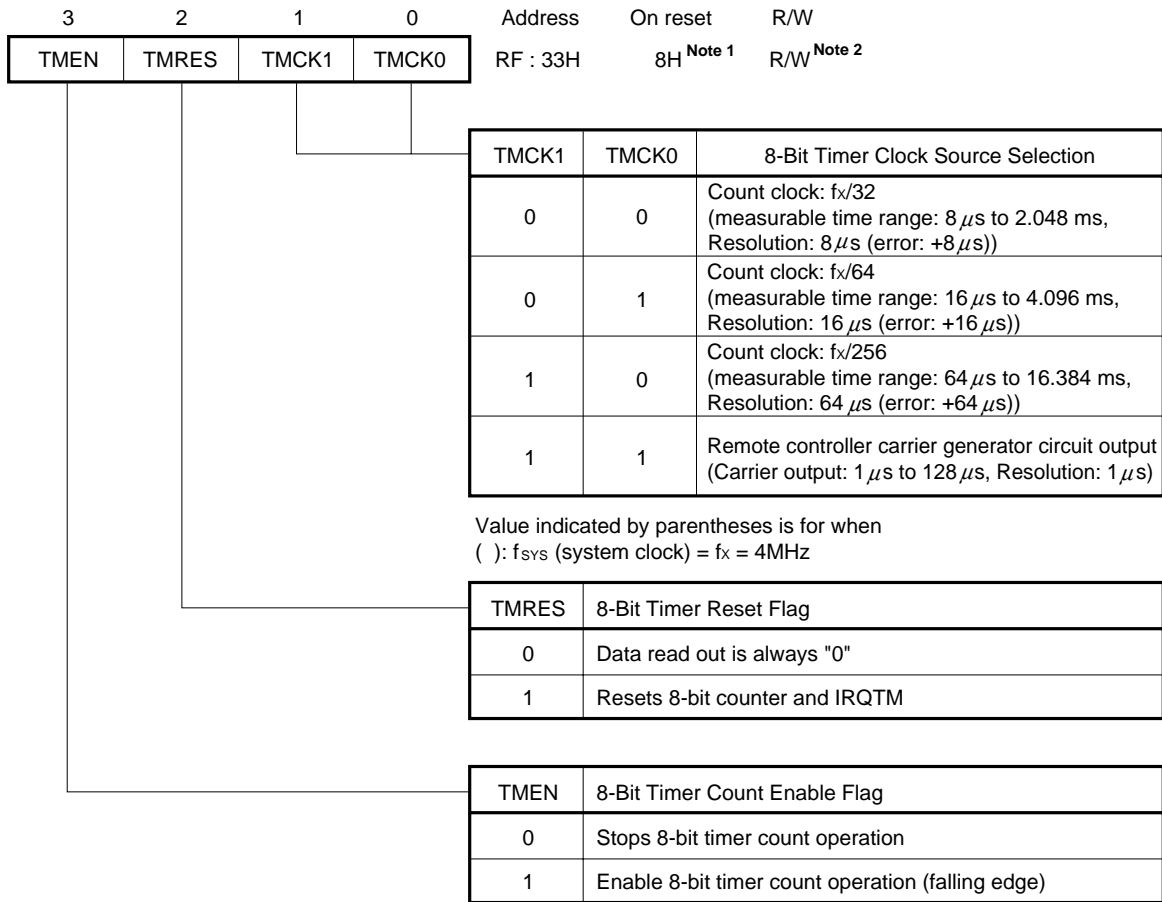 3 2 1 0 Address On reset R/W
TMEN TMRES TMCK1 TMCK0 RF : 33H 8H Note 1 R/W Note 2
TMCK1 TMCK0 8-Bit Timer Clock Source Selection
0 0 Count clock: fx/32
(measurable time range: 8 μs to 2.048 ms,
Resolution: 8 μs (error: +8 μs))
0 1 Count clock: fx/64
(measurable time range: 16 μs to 4.096 ms,
Resolution: 16 μs (error: +16 μs))
1 0 Count clock: fx/256
(measurable time range: 64 μs to 16.384 ms,
Resolution: 64 μs (error: +64 μs))
1 1 Remote controller carrier generator circuit output
(Carrier output: 1 μs to 128 μs, Resolution: 1 μs)
Value indicated by parentheses is for when
( ): fSYS (system clock) = fx = 4MHz
TMRES 8-Bit Timer Reset Flag
0 Data read out is always "0"
1 Resets 8-bit counter and IRQTM
TMEN 8-Bit Timer Count Enable Flag
0 Stops 8-bit timer count operation
1 Enable 8-bit timer count operation (falling edge)